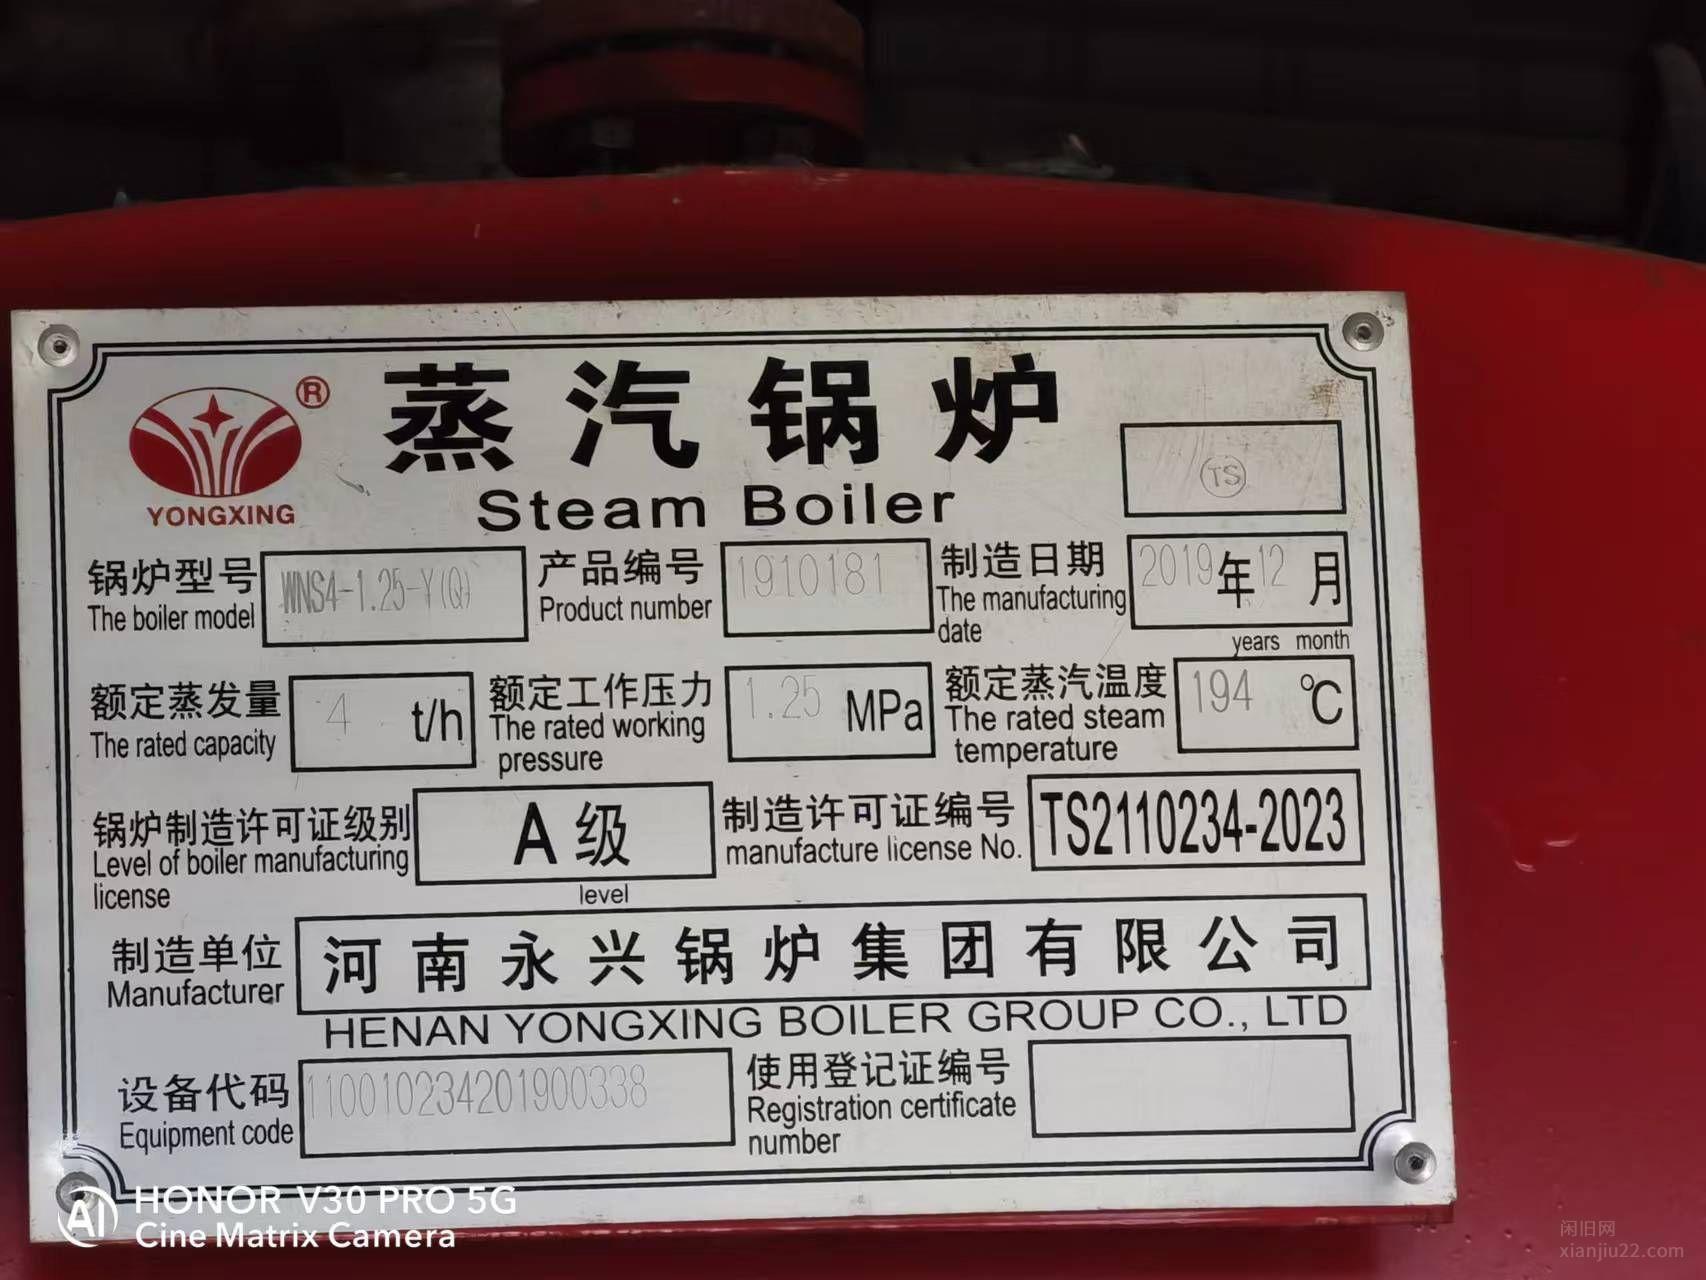 蒸汽锅炉
®
YONGXING
Steam Boiler
TS
锅炉型号 WNS4-1.25-Y(Q) 产品编号 1910181 制造日期 2019年12月
The boiler model Product number The manufacturing date
years month
额定蒸发量 4 t/h 额定工作压力 1.25 MPa 额定蒸汽温度 194 ℃
The rated capacity The rated working pressure The rated steam temperature
锅炉制造许可证级别 A级 制造许可证编号 TS2110234-2023
Level of boiler manufacturing license level manufacture license No.
制造单位 河南永兴锅炉集团有限公司
Manufacturer HENAN YONGXING BOILER GROUP CO., LTD
设备代码 110010234201900338 使用登记证编号
Equipment code Registration certificate number
AI HONOR V30 PRO 5G
Cine Matrix Camera
闲旧网
xianjiu22.com